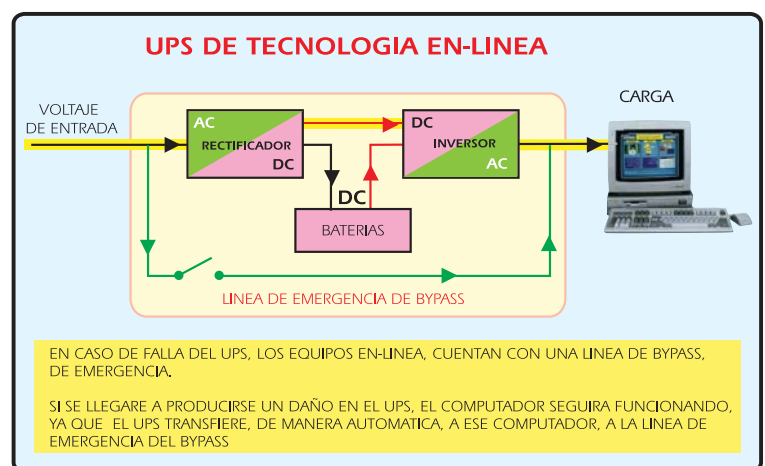 UPS DE TECNOLOGIA EN-LINEA
VOLTAJE
DE ENTRADA
CARGA
AC
RECTIFICADOR
DC
DC
INVERSOR
AC
DC
BATERIAS
LINEA DE EMERGENCIA DE BYPASS
EN CASO DE FALLA DEL UPS, LOS EQUIPOS EN-LINEA, CUENTAN CON UNA LINEA DE BYPASS,
DE EMERGENCIA.
SI SE LLEGARE A PRODUCIRSE UN DAÑO EN EL UPS, EL COMPUTADOR SEGUIRA FUNCIONANDO,
YA QUE EL UPS TRANSFIERE, DE MANERA AUTOMATICA, A ESE COMPUTADOR, A LA LINEA DE
EMERGENCIA DEL BYPASS